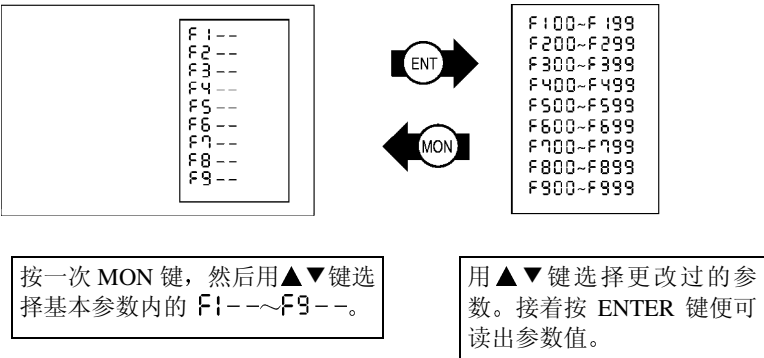 F1--
F2--
F3--
F4--
F5--
F6--
F7--
F8--
F9--
ENT
MON
F100~F199
F200~F299
F300~F399
F400~F499
F500~F599
F600~F699
F700~F799
F800~F899
F900~F999
按一次 MON 键，然后用▲▼键选
择基本参数内的 F1--～F9--。
用▲▼键选择更改过的参
数。接着按 ENTER 键便可
读出参数值。